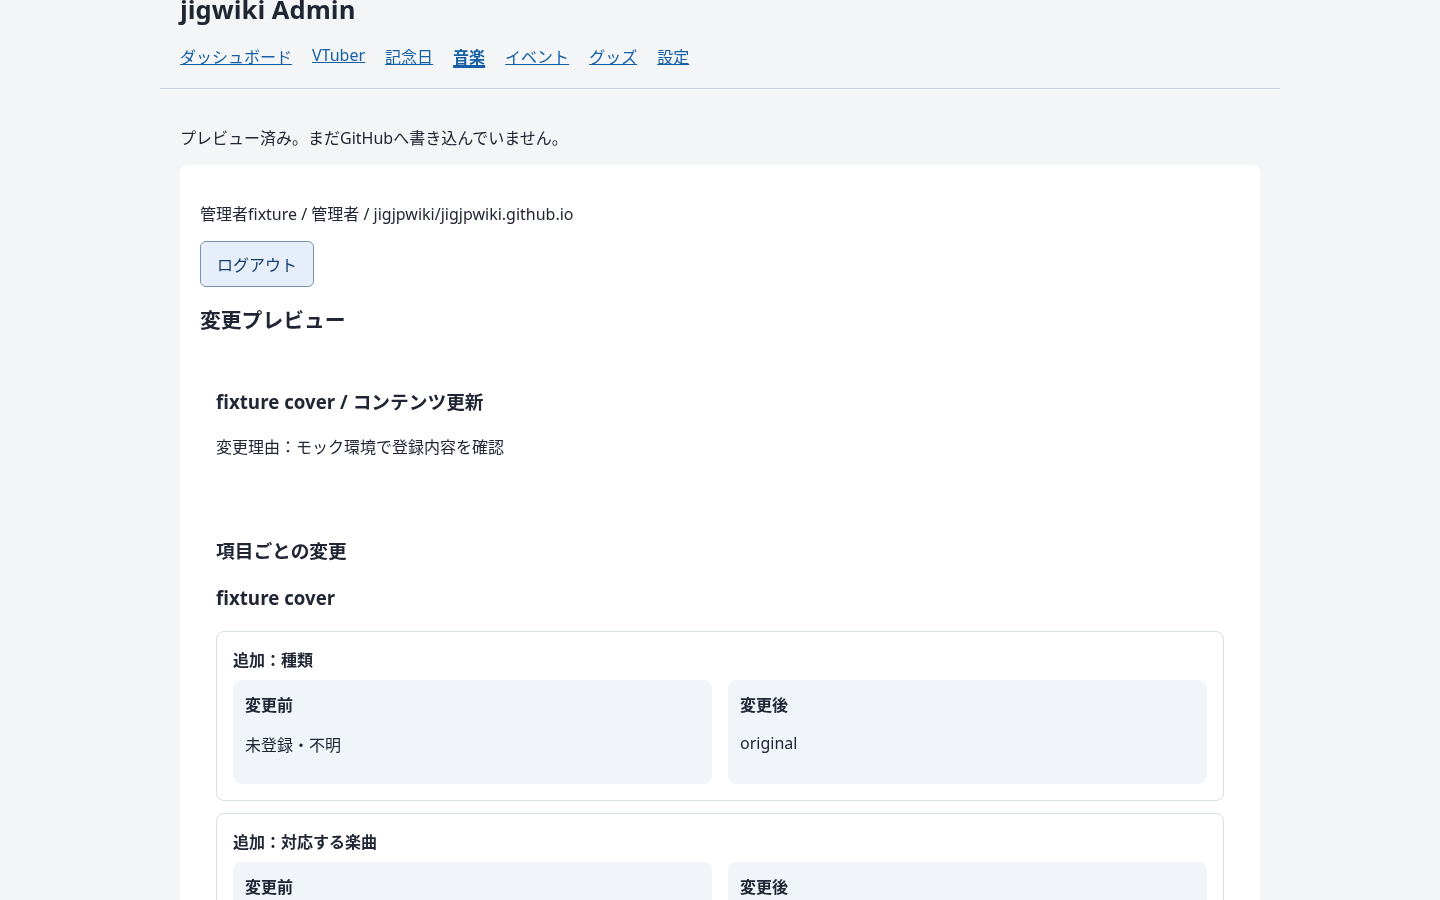 jigwiki Admin
ダッシュボード VTuber 記念日 音楽 イベント グッズ 設定
プレビュー済み。まだGitHubへ書き込んでいません。
管理者fixture / 管理者 / jigjpwiki/jigjpwiki.github.io
ログアウト
変更プレビュー
fixture cover / コンテンツ更新
変更理由：モック環境で登録内容を確認
項目ごとの変更
fixture cover
追加：種類
変更前 変更後
未登録・不明 original
追加：対応する楽曲
変更前 変更後